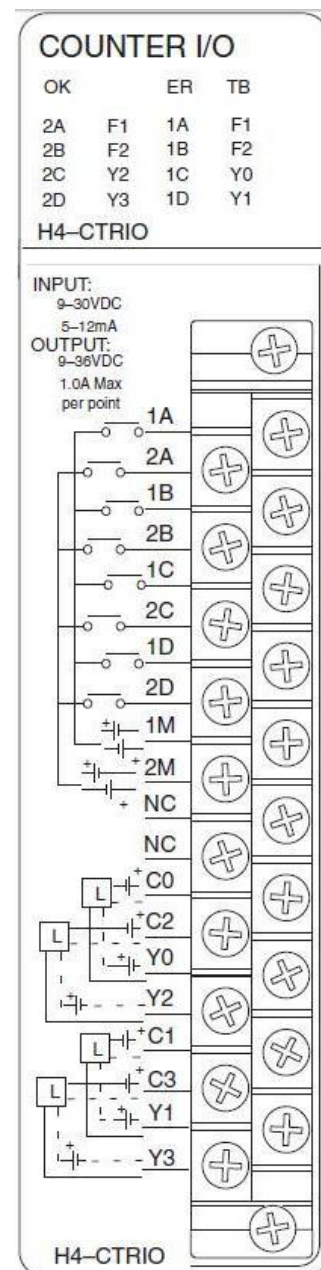 COUNTER I/O
OK ER TB
2A F1 1A F1
2B F2 1B F2
2C Y2 1C Y0
2D Y3 1D Y1
H4–CTRIO
INPUT:
9–30VDC
5–12mA
OUTPUT:
9–36VDC
1.0A Max
per point
1A
2A
1B
2B
1C
2C
1D
2D
1M
2M
NC
NC
L C0
L C2
Y0
Y2
L C1
L C3
Y1
Y3
H4–CTRIO